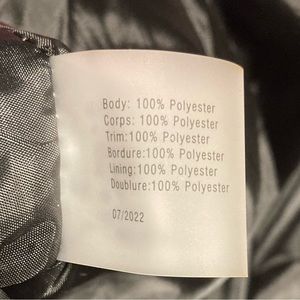 Body: 100% Polyester
Corps: 100% Polyester
Trim:100% Polyester
Bordure:100% Polyester
Lining:100% Polyester
Doublure:100% Polyester
07/2022